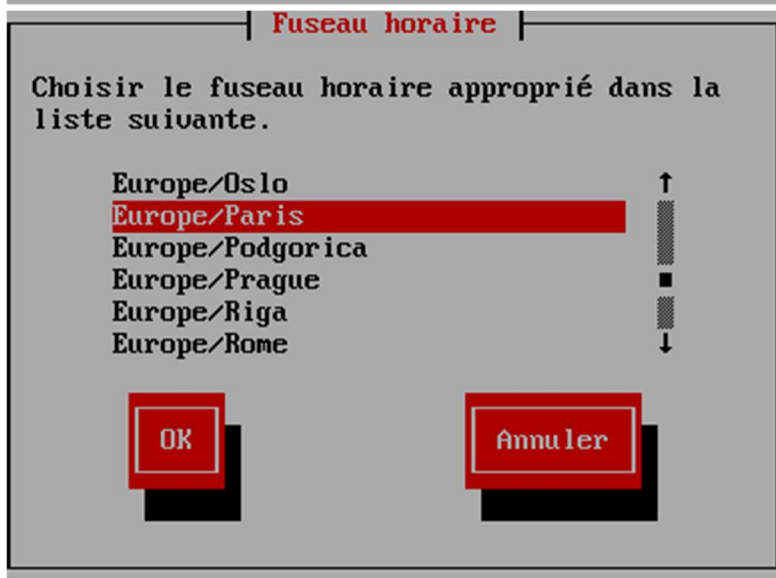 Fuseau horaire
Choisir le fuseau horaire approprié dans la
liste suivante.
Europe/Oslo
Europe/Paris
Europe/Podgorica
Europe/Prague
Europe/Riga
Europe/Rome
OK Annuler